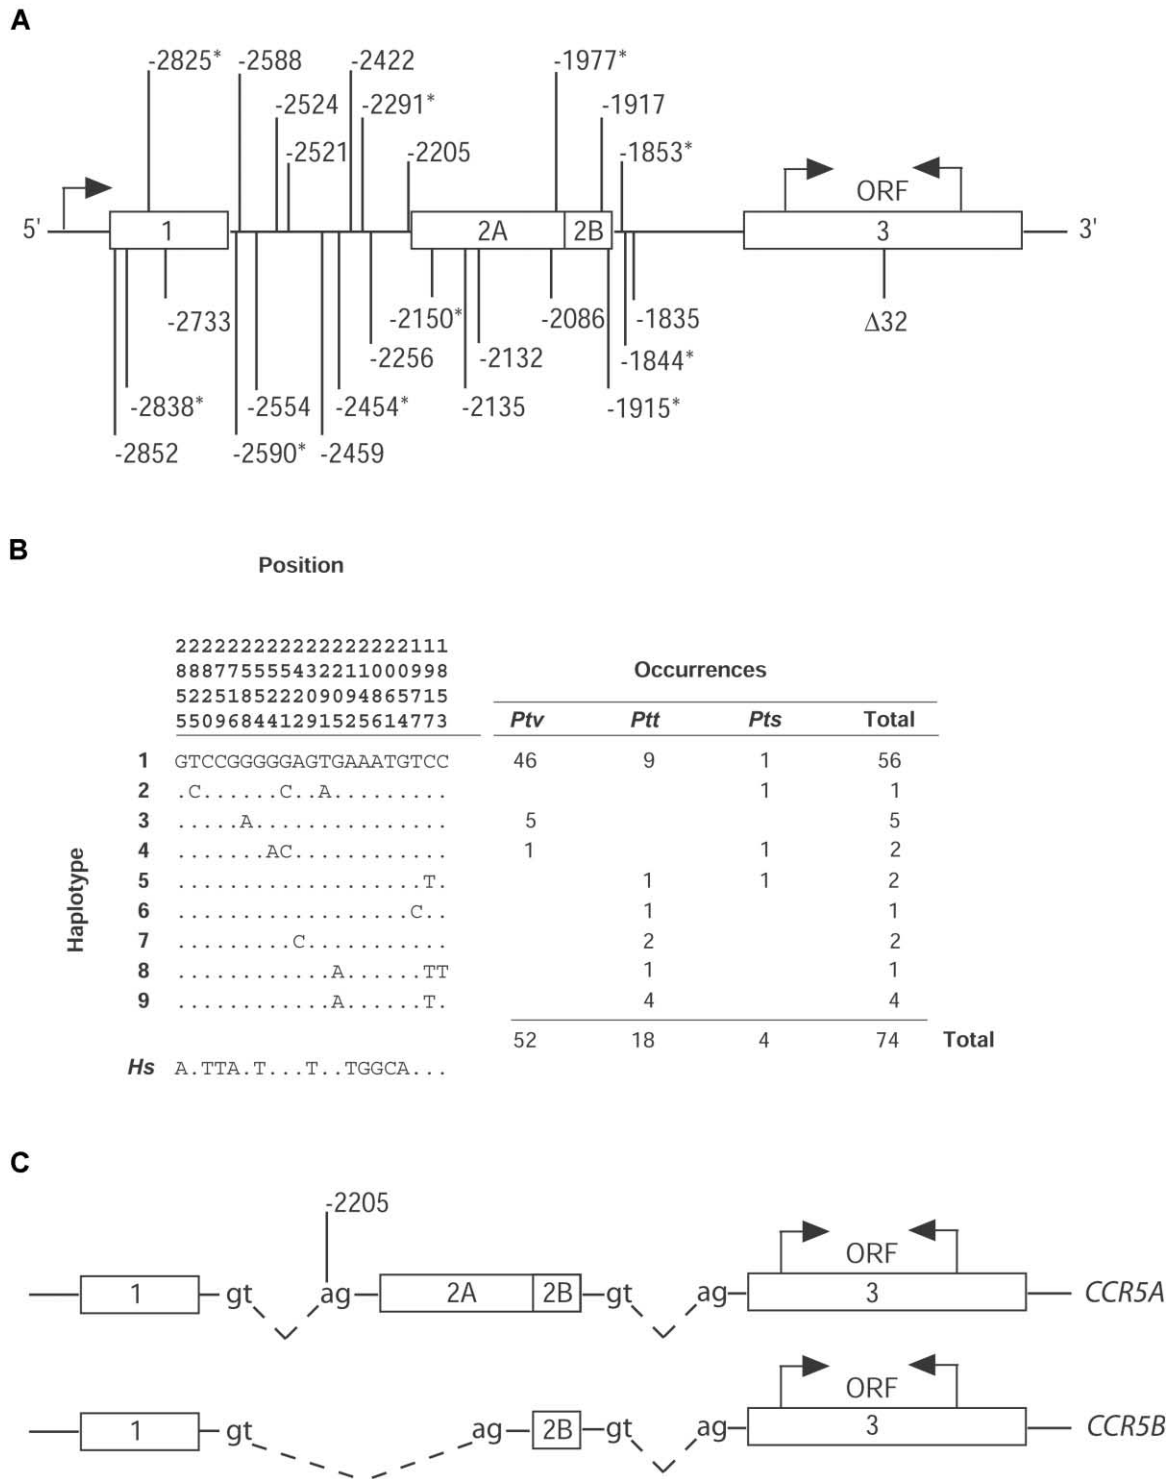 A
-2825*
-2588
-2422
-1977*
-2524
-2291*
-1917
-2521
-2205
-1853*
ORF
5'
1
2A
2B
3
3'
-2733
-2150*
-2086
-1835
Δ32
-2256
-2132
-1844*
-2838*
-2554
-2454*
-2135
-1915*
-2852
-2590*
-2459
B
Position
222222222222222222111
888775555432211000998
522518522209094865715
550968441291525614773
Occurrences
Ptv Ptt Pts Total
Haplotype
1 GTCCGGGGGAGTGAAATGTCC 46 9 1 56
2 .C......C..A......... 1 1
3 .....A............... 5 5
4 .......AC............ 1 1 2
5 ...................T. 1 1 2
6 ..................C.. 1 1
7 .........C........... 2 2
8 ............A......TT 1 1
9 ............A......T. 4 4
52 18 4 74 Total
Hs A.TTA.T...T..TGGCA...
C
-2205
ORF
1 gt ag 2A 2B gt ag 3 CCR5A
ORF
1 gt ag 2B gt ag 3 CCR5B